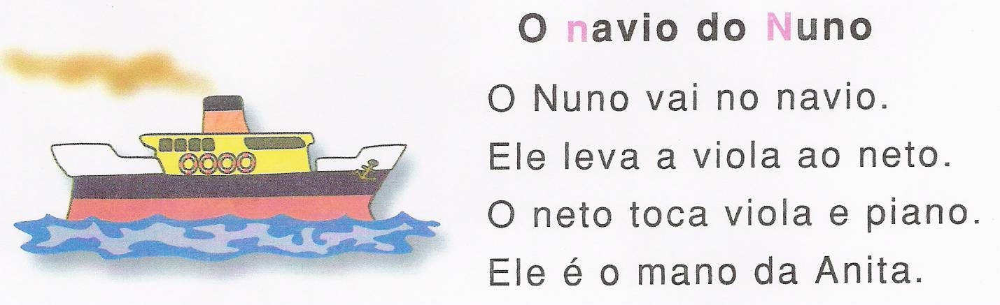 O navio do Nuno
O Nuno vai no navio.
Ele leva a viola ao neto.
O neto toca viola e piano.
Ele é o mano da Anita.